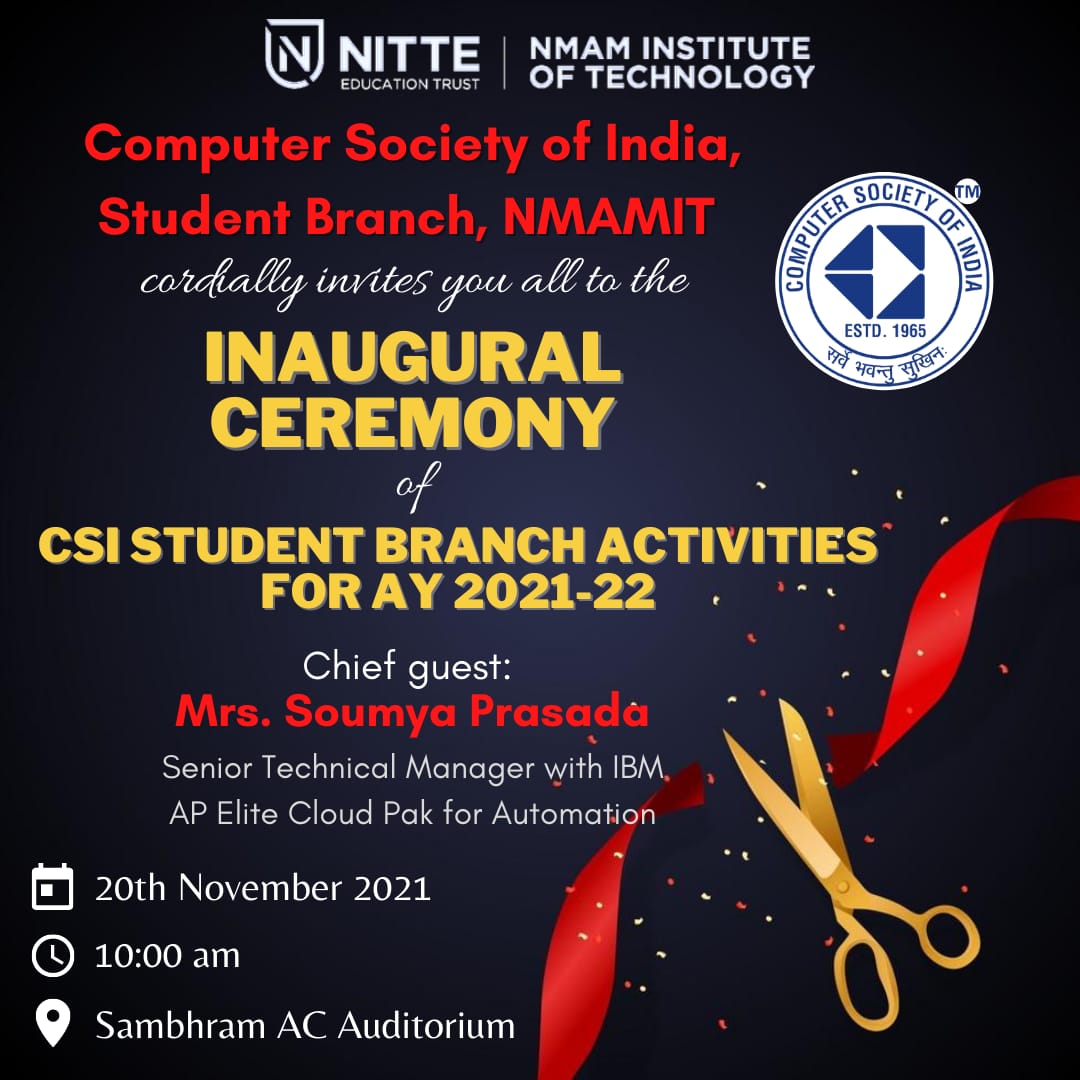 NITTE
EDUCATION TRUST
NMAM INSTITUTE
OF TECHNOLOGY
Computer Society of India,
Student Branch, NMAMIT
cordially invites you all to the
COMPUTER SOCIETY OF INDIA
TM
ESTD. 1965
सर्वे भवन्तु सुखिनः
INAUGURAL
CEREMONY
of
CSI STUDENT BRANCH ACTIVITIES
FOR AY 2021-22
Chief guest:
Mrs. Soumya Prasada
Senior Technical Manager with IBM
AP Elite Cloud Pak for Automation
20th November 2021
10:00 am
Sambhram AC Auditorium